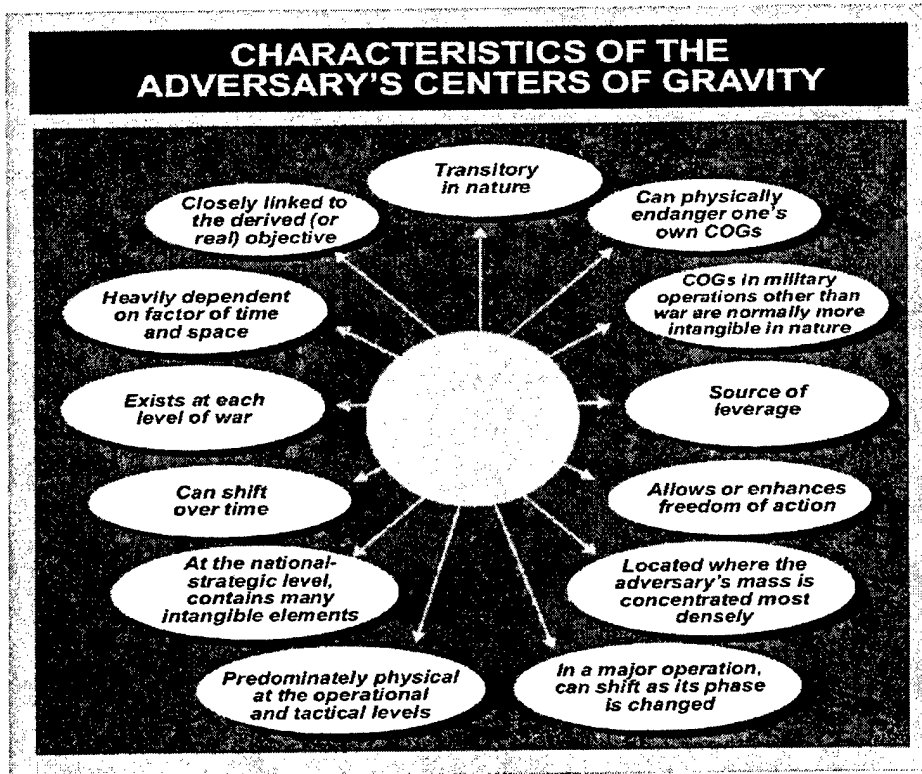 CHARACTERISTICS OF THE
ADVERSARY'S CENTERS OF GRAVITY
Transitory
in nature
Closely linked to
the derived (or
real) objective
Can physically
endanger one's
own COGs
Heavily dependent
on factor of time
and space
COGs in military
operations other than
war are normally more
intangible in nature
Exists at each
level of war
Source of
leverage
Can shift
over time
Allows or enhances
freedom of action
At the national-
strategic level,
contains many
intangible elements
Located where the
adversary's mass is
concentrated most
densely
Predominately physical
at the operational
and tactical levels
In a major operation,
can shift as its phase
is changed